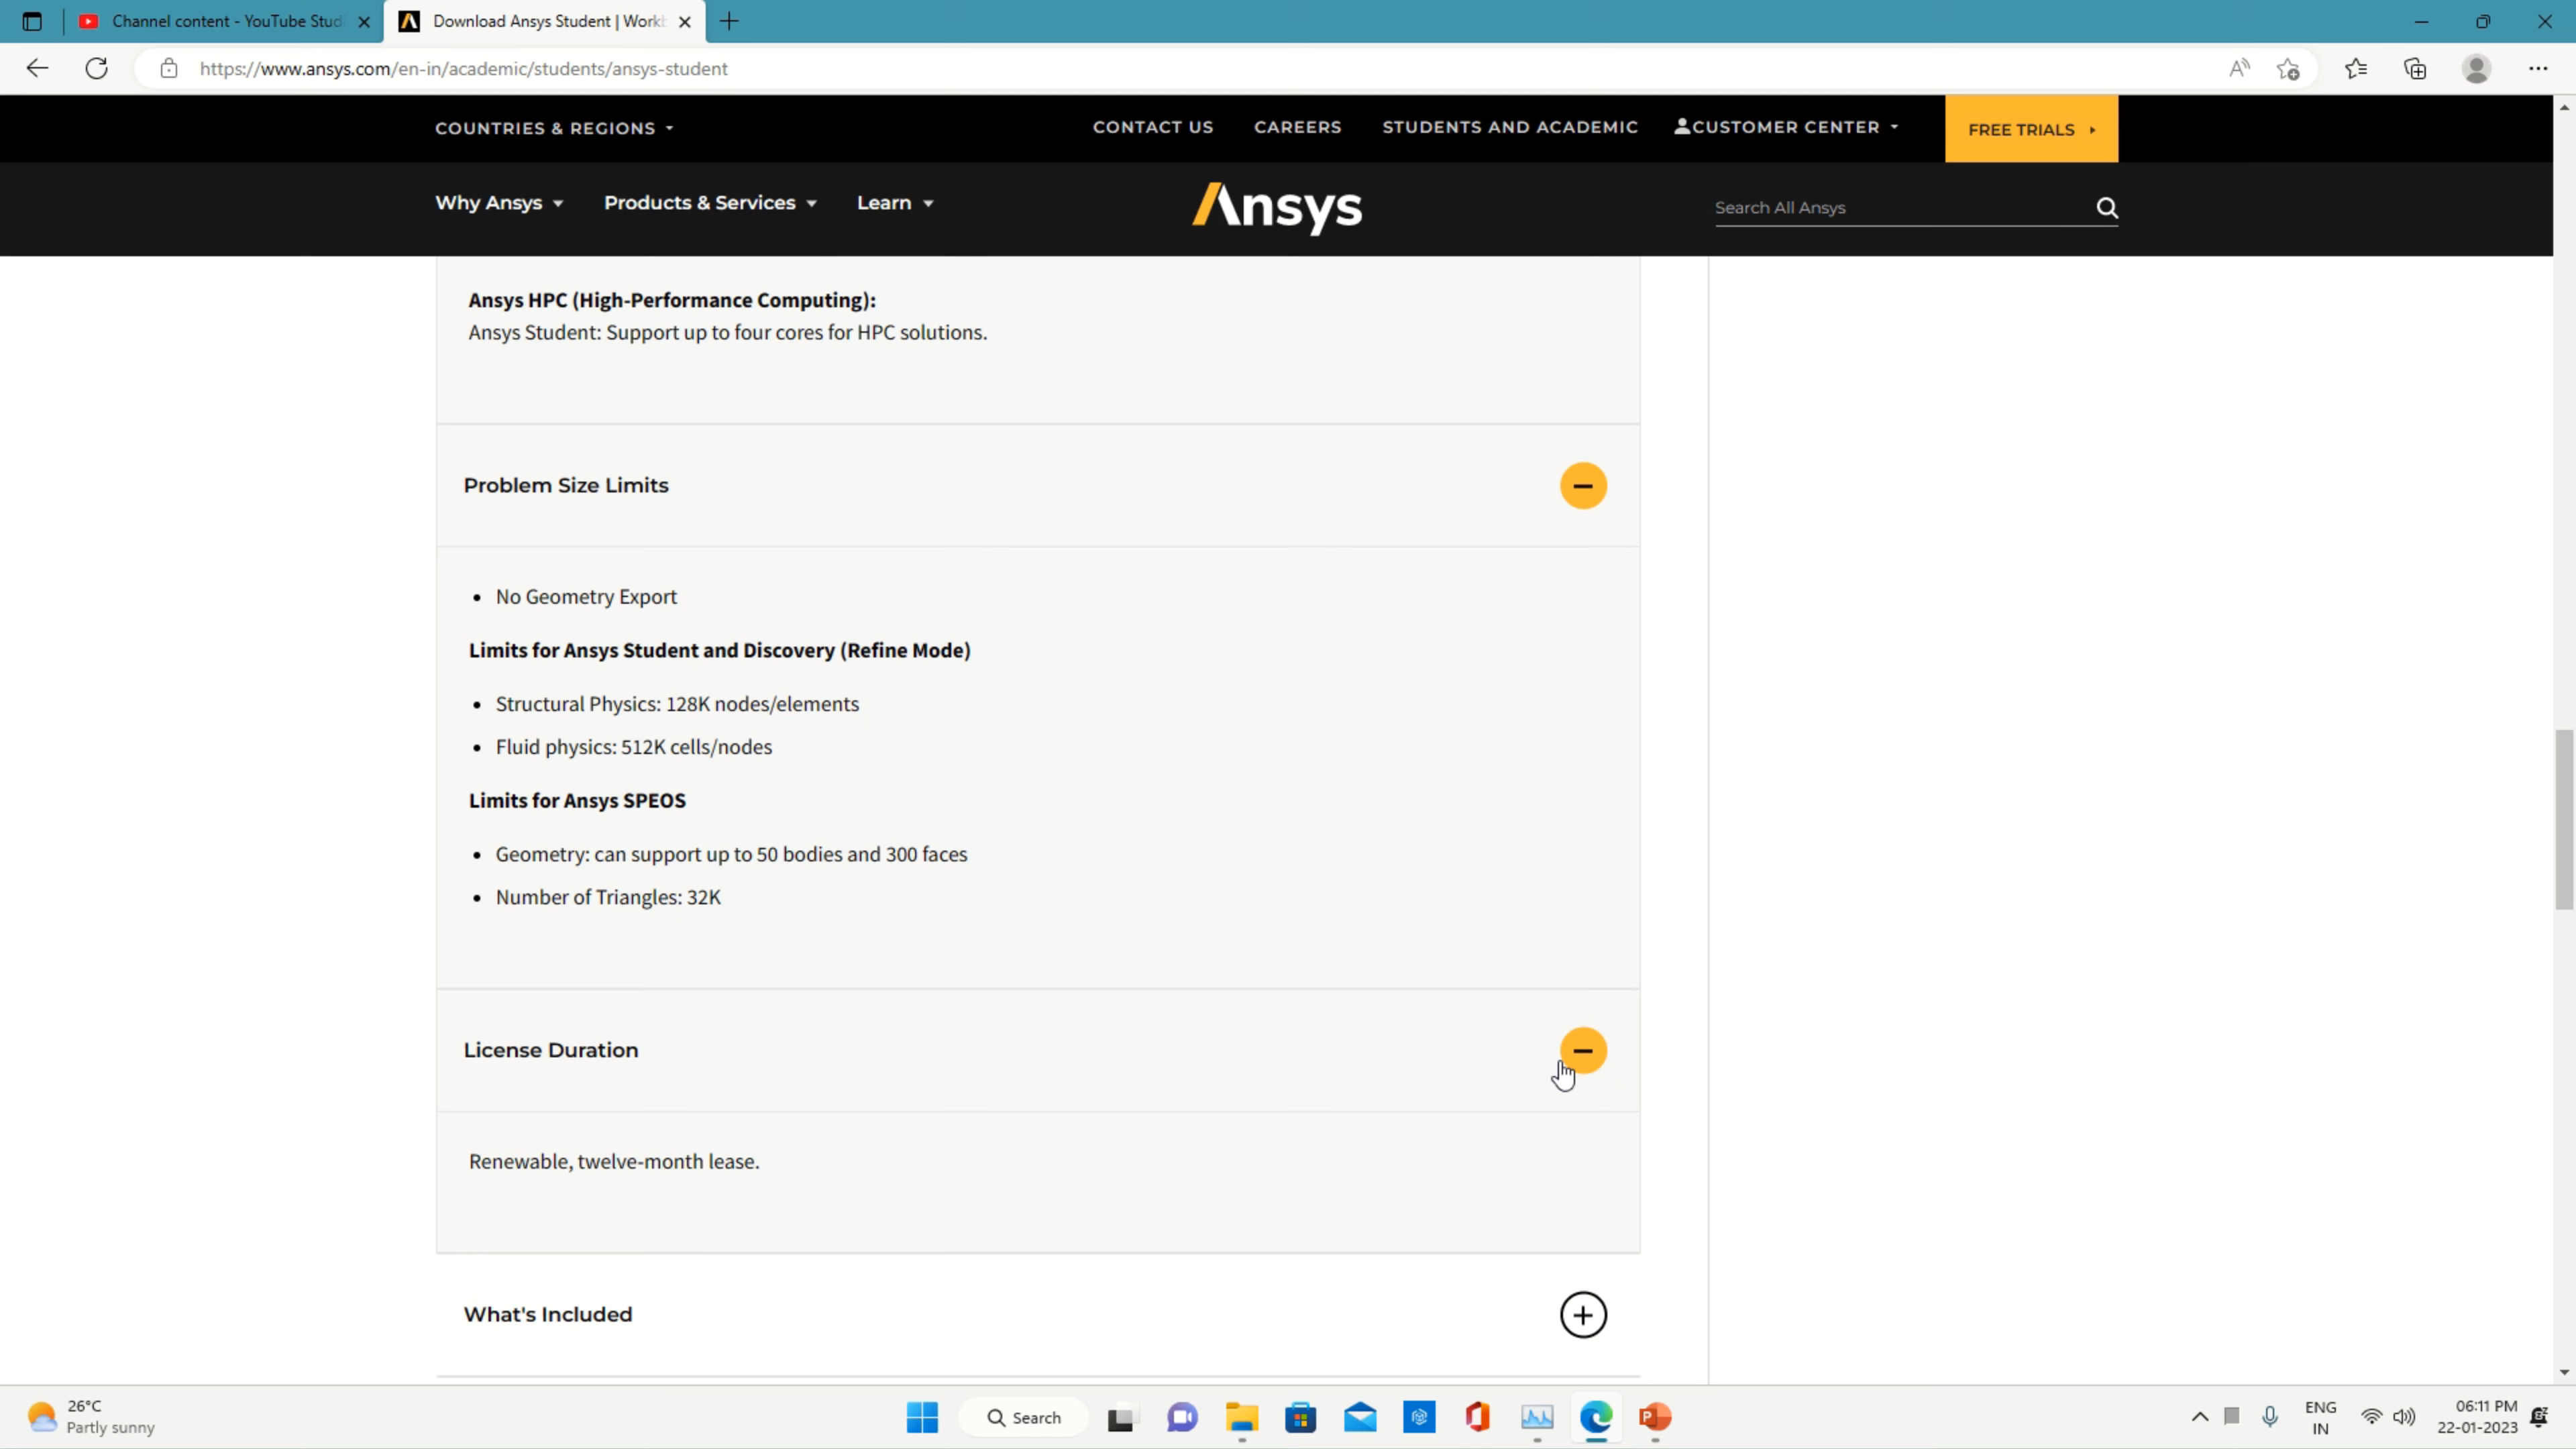 Channel content - YouTube Studi
Download Ansys Student | Workb
https://www.ansys.com/en-in/academic/students/ansys-student
COUNTRIES & REGIONS
CONTACT US
CAREERS
STUDENTS AND ACADEMIC
CUSTOMER CENTER
FREE TRIALS
Why Ansys
Products & Services
Learn
Ansys
Search All Ansys
Ansys HPC (High-Performance Computing):
Ansys Student: Support up to four cores for HPC solutions.
Problem Size Limits
• No Geometry Export
Limits for Ansys Student and Discovery (Refine Mode)
• Structural Physics: 128K nodes/elements
• Fluid physics: 512K cells/nodes
Limits for Ansys SPEOS
• Geometry: can support up to 50 bodies and 300 faces
• Number of Triangles: 32K
License Duration
Renewable, twelve-month lease.
What's Included
26°C
Partly sunny
Search
ENG
IN
06:11 PM
22-01-2023